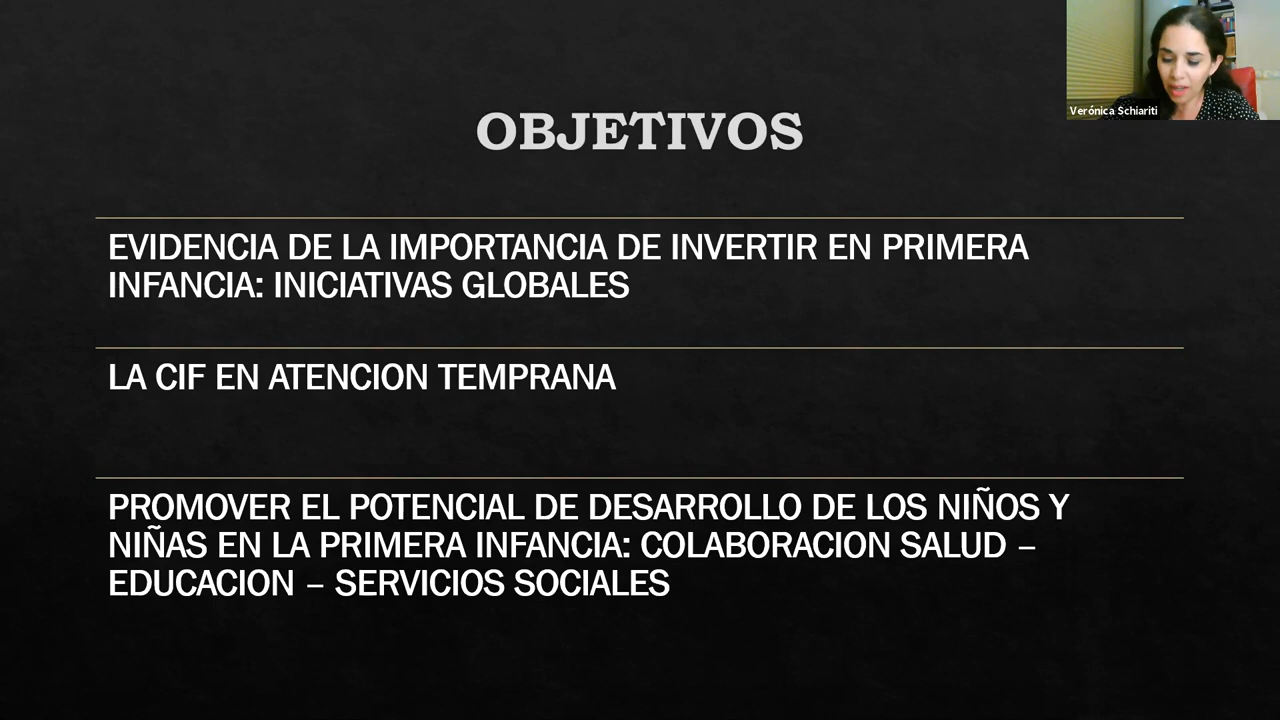 Verónica Schiariti
OBJETIVOS
EVIDENCIA DE LA IMPORTANCIA DE INVERTIR EN PRIMERA
INFANCIA: INICIATIVAS GLOBALES
LA CIF EN ATENCION TEMPRANA
PROMOVER EL POTENCIAL DE DESARROLLO DE LOS NIÑOS Y
NIÑAS EN LA PRIMERA INFANCIA: COLABORACION SALUD –
EDUCACION – SERVICIOS SOCIALES